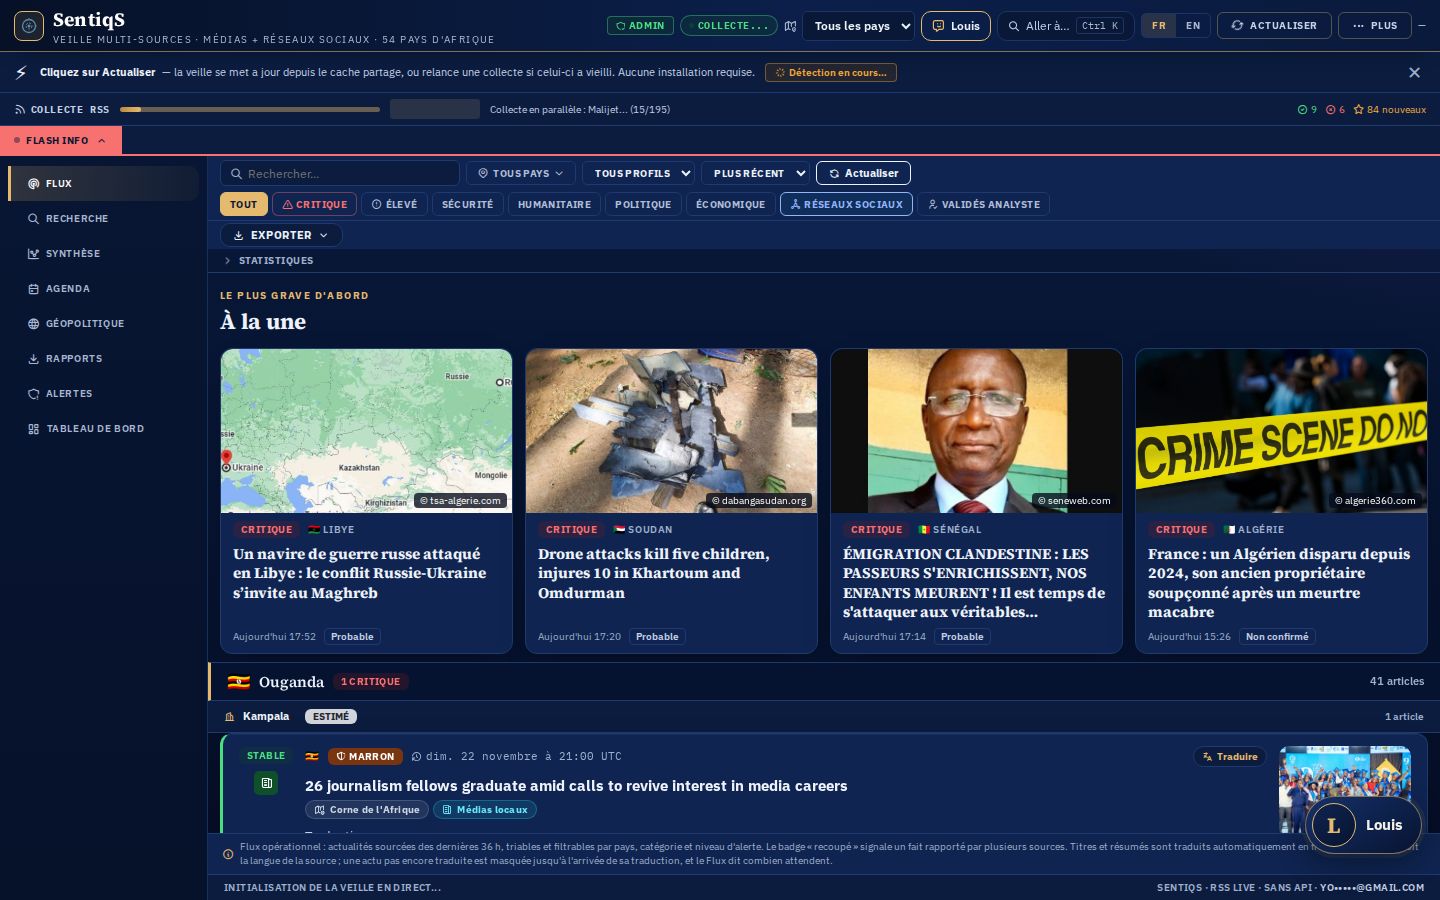 SentiqS
VEILLE MULTI-SOURCES · MÉDIAS + RÉSEAUX SOCIAUX · 54 PAYS D'AFRIQUE
ADMIN
COLLECTE...
Tous les pays
Louis
Aller à...
Ctrl K
FR
EN
ACTUALISER
PLUS
Cliquez sur Actualiser — la veille se met a jour depuis le cache partage, ou relance une collecte si celui-ci a vieilli. Aucune installation requise.
Détection en cours...
COLLECTE RSS
Collecte en parallèle : Malijet... (15/195)
9
6
84 nouveaux
FLASH INFO
FLUX
RECHERCHE
SYNTHÈSE
AGENDA
GÉOPOLITIQUE
RAPPORTS
ALERTES
TABLEAU DE BORD
Rechercher...
TOUS PAYS
TOUS PROFILS
PLUS RÉCENT
Actualiser
TOUT
CRITIQUE
ÉLEVÉ
SÉCURITÉ
HUMANITAIRE
POLITIQUE
ÉCONOMIQUE
RÉSEAUX SOCIAUX
VALIDÉS ANALYSTE
EXPORTER
STATISTIQUES
LE PLUS GRAVE D'ABORD
À la une
Russie
Ukraine
Kazakhstan
Mongolie
Kirghizistan
© tsa-algerie.com
CRITIQUE
LIBYE
Un navire de guerre russe attaqué
en Libye : le conflit Russie-Ukraine
s'invite au Maghreb
Aujourd'hui 17:52
Probable
© dabangasudan.org
CRITIQUE
SOUDAN
Drone attacks kill five children,
injures 10 in Khartoum and
Omdurman
Aujourd'hui 17:20
Probable
© seneweb.com
CRITIQUE
SÉNÉGAL
ÉMIGRATION CLANDESTINE : LES
PASSEURS S'ENRICHISSENT, NOS
ENFANTS MEURENT ! Il est temps de
s'attaquer aux véritables...
Aujourd'hui 17:14
Probable
CRIME SCENE DO NO
© algerie360.com
CRITIQUE
ALGÉRIE
France : un Algérien disparu depuis
2024, son ancien propriétaire
soupçonné après un meurtre
macabre
Aujourd'hui 15:26
Non confirmé
Ouganda
1 CRITIQUE
41 articles
Kampala
ESTIMÉ
1 article
STABLE
MARRON
dim. 22 novembre à 21:00 UTC
Traduire
26 journalism fellows graduate amid calls to revive interest in media careers
Corne de l'Afrique
Médias locaux
L
Louis
Flux opérationnel : actualités sourcées des dernières 36 h, triables et filtrables par pays, catégorie et niveau d'alerte. Le badge « recoupé » signale un fait rapporté par plusieurs sources. Titres et résumés sont traduits automatiquement en
la langue de la source ; une actu pas encore traduite est masquée jusqu'à l'arrivée de sa traduction, et le Flux dit combien attendent.
INITIALISATION DE LA VEILLE EN DIRECT...
SENTIQS · RSS LIVE · SANS API · YO•••••@GMAIL.COM